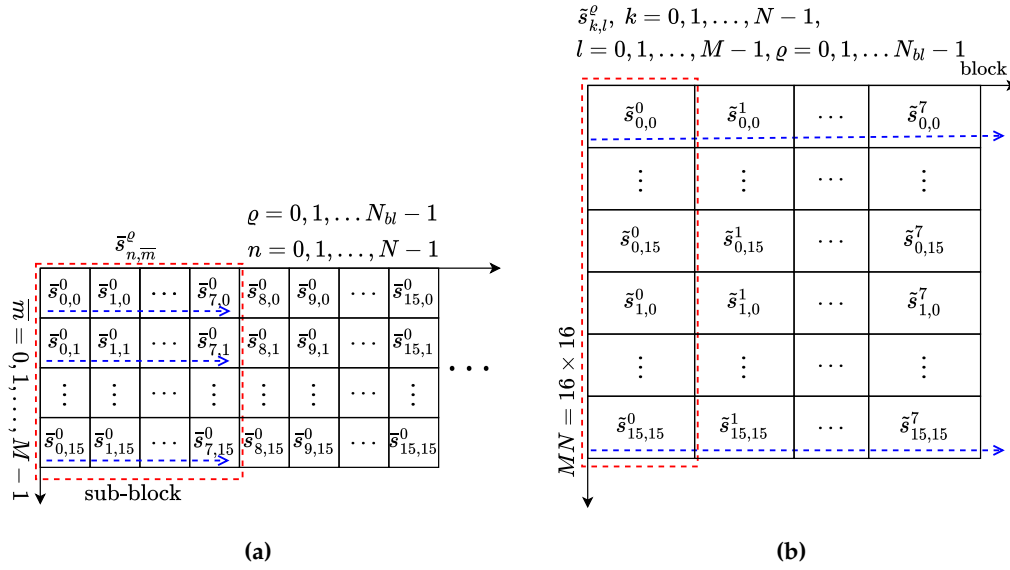 s̃^ϱ_{k,l}, k = 0, 1, . . . , N − 1,
l = 0, 1, . . . , M − 1, ϱ = 0, 1, . . . N_{bl} − 1
block
s̃^0_{0,0} s̃^1_{0,0} ⋯ s̃^7_{0,0}
⋮ ⋮ ⋯ ⋮
s̃^0_{0,15} s̃^1_{0,15} ⋯ s̃^7_{0,15}
s̃^0_{1,0} s̃^1_{1,0} ⋯ s̃^7_{1,0}
⋮ ⋮ ⋯ ⋮
s̃^0_{15,15} s̃^1_{15,15} ⋯ s̃^7_{15,15}
MN = 16 × 16
ϱ = 0, 1, . . . N_{bl} − 1
s̄^ϱ_{n,m̅} n = 0, 1, . . . , N − 1
s̄^0_{0,0} s̄^0_{1,0} ⋯ s̄^0_{7,0} s̄^0_{8,0} s̄^0_{9,0} ⋯ s̄^0_{15,0}
s̄^0_{0,1} s̄^0_{1,1} ⋯ s̄^0_{7,1} s̄^0_{8,1} s̄^0_{9,1} ⋯ s̄^0_{15,1}
⋮ ⋮ ⋯ ⋮ ⋮ ⋮ ⋯ ⋮ ⋯
s̄^0_{0,15} s̄^0_{1,15} ⋯ s̄^0_{7,15} s̄^0_{8,15} s̄^0_{9,15} ⋯ s̄^0_{15,15}
m̅ = 0, 1, . . . , M − 1
sub-block
(a) (b)